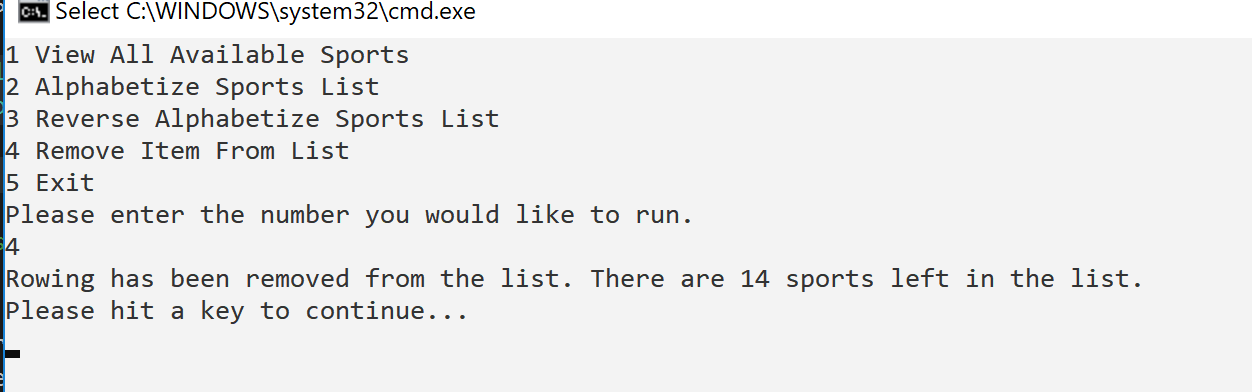 Select C:\WINDOWS\system32\cmd.exe
1 View All Available Sports
2 Alphabetize Sports List
3 Reverse Alphabetize Sports List
4 Remove Item From List
5 Exit
Please enter the number you would like to run.
4
Rowing has been removed from the list. There are 14 sports left in the list.
Please hit a key to continue...